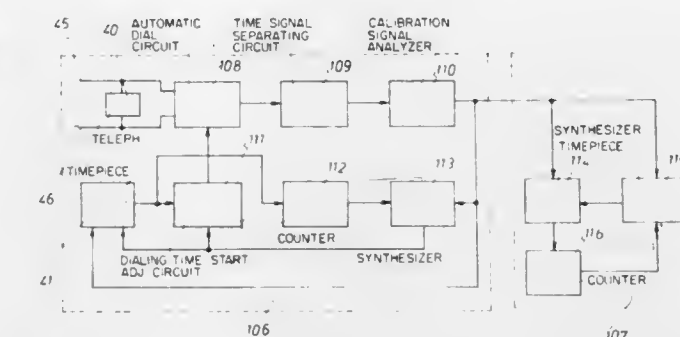 45
40
AUTOMATIC
DIAL
CIRCUIT
TIME SIGNAL
SEPARATING
CIRCUIT
CALIBRATION
SIGNAL
ANALYZER
108
109
110
TELEPH
111
SYNTHESIZER
TIMEPIECE
TIMEPIECE
112
113
114
46
116
COUNTER
DIALING TIME START
ADJ CIRCUIT
SYNTHESIZER
41
COUNTER
106
107